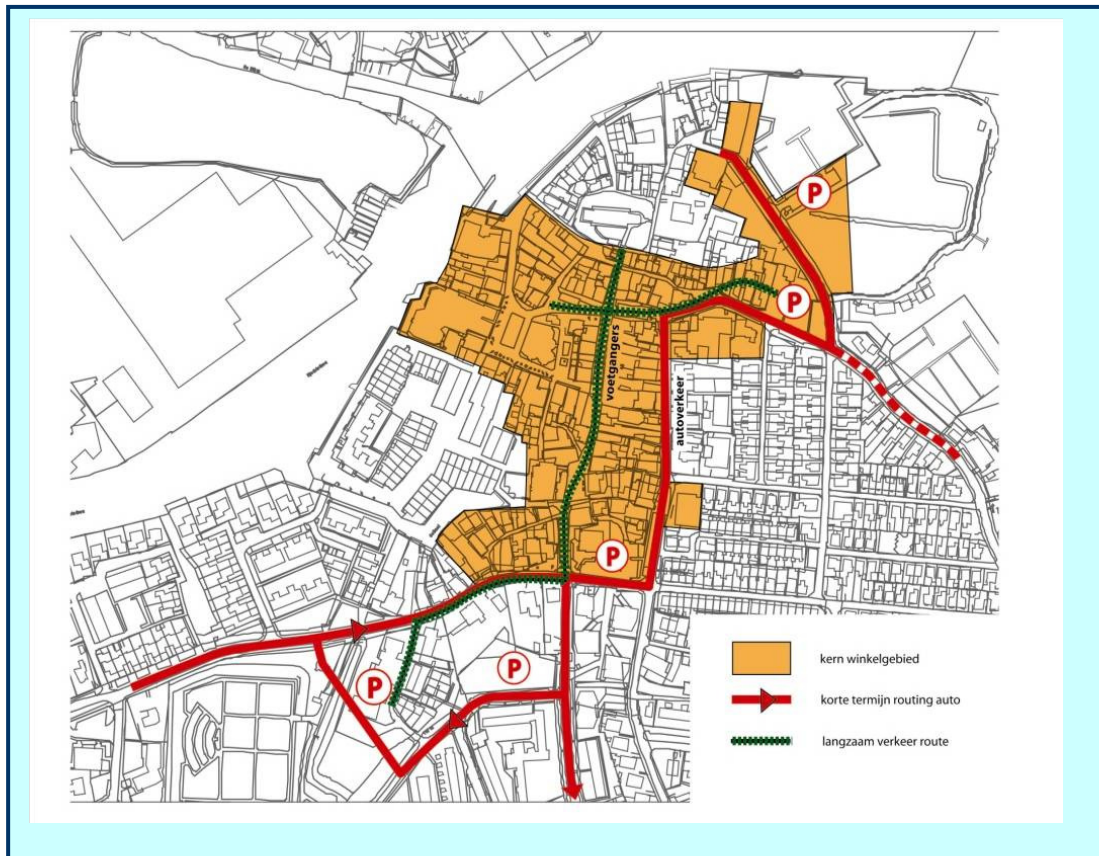 P
P
voetgangers
autoverkeer
P
P
P
kern winkelgebied
korte termijn routing auto
langzaam verkeer route